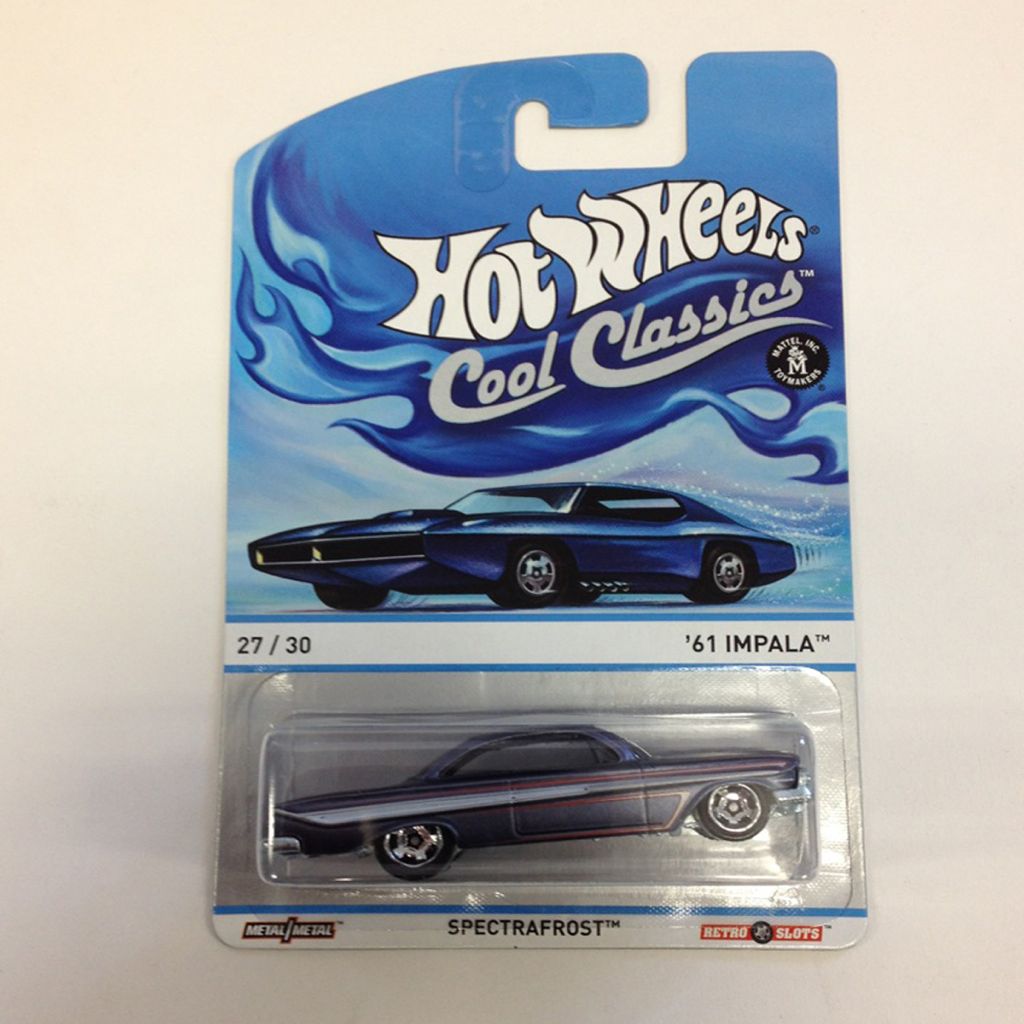 HOT WHEELS®
Cool Classics™
MATTEL, INC.
M
TOYMAKERS ®
27 / 30
'61 IMPALA™
METAL/METAL™
SPECTRAFROST™
RETRO SLOTS™